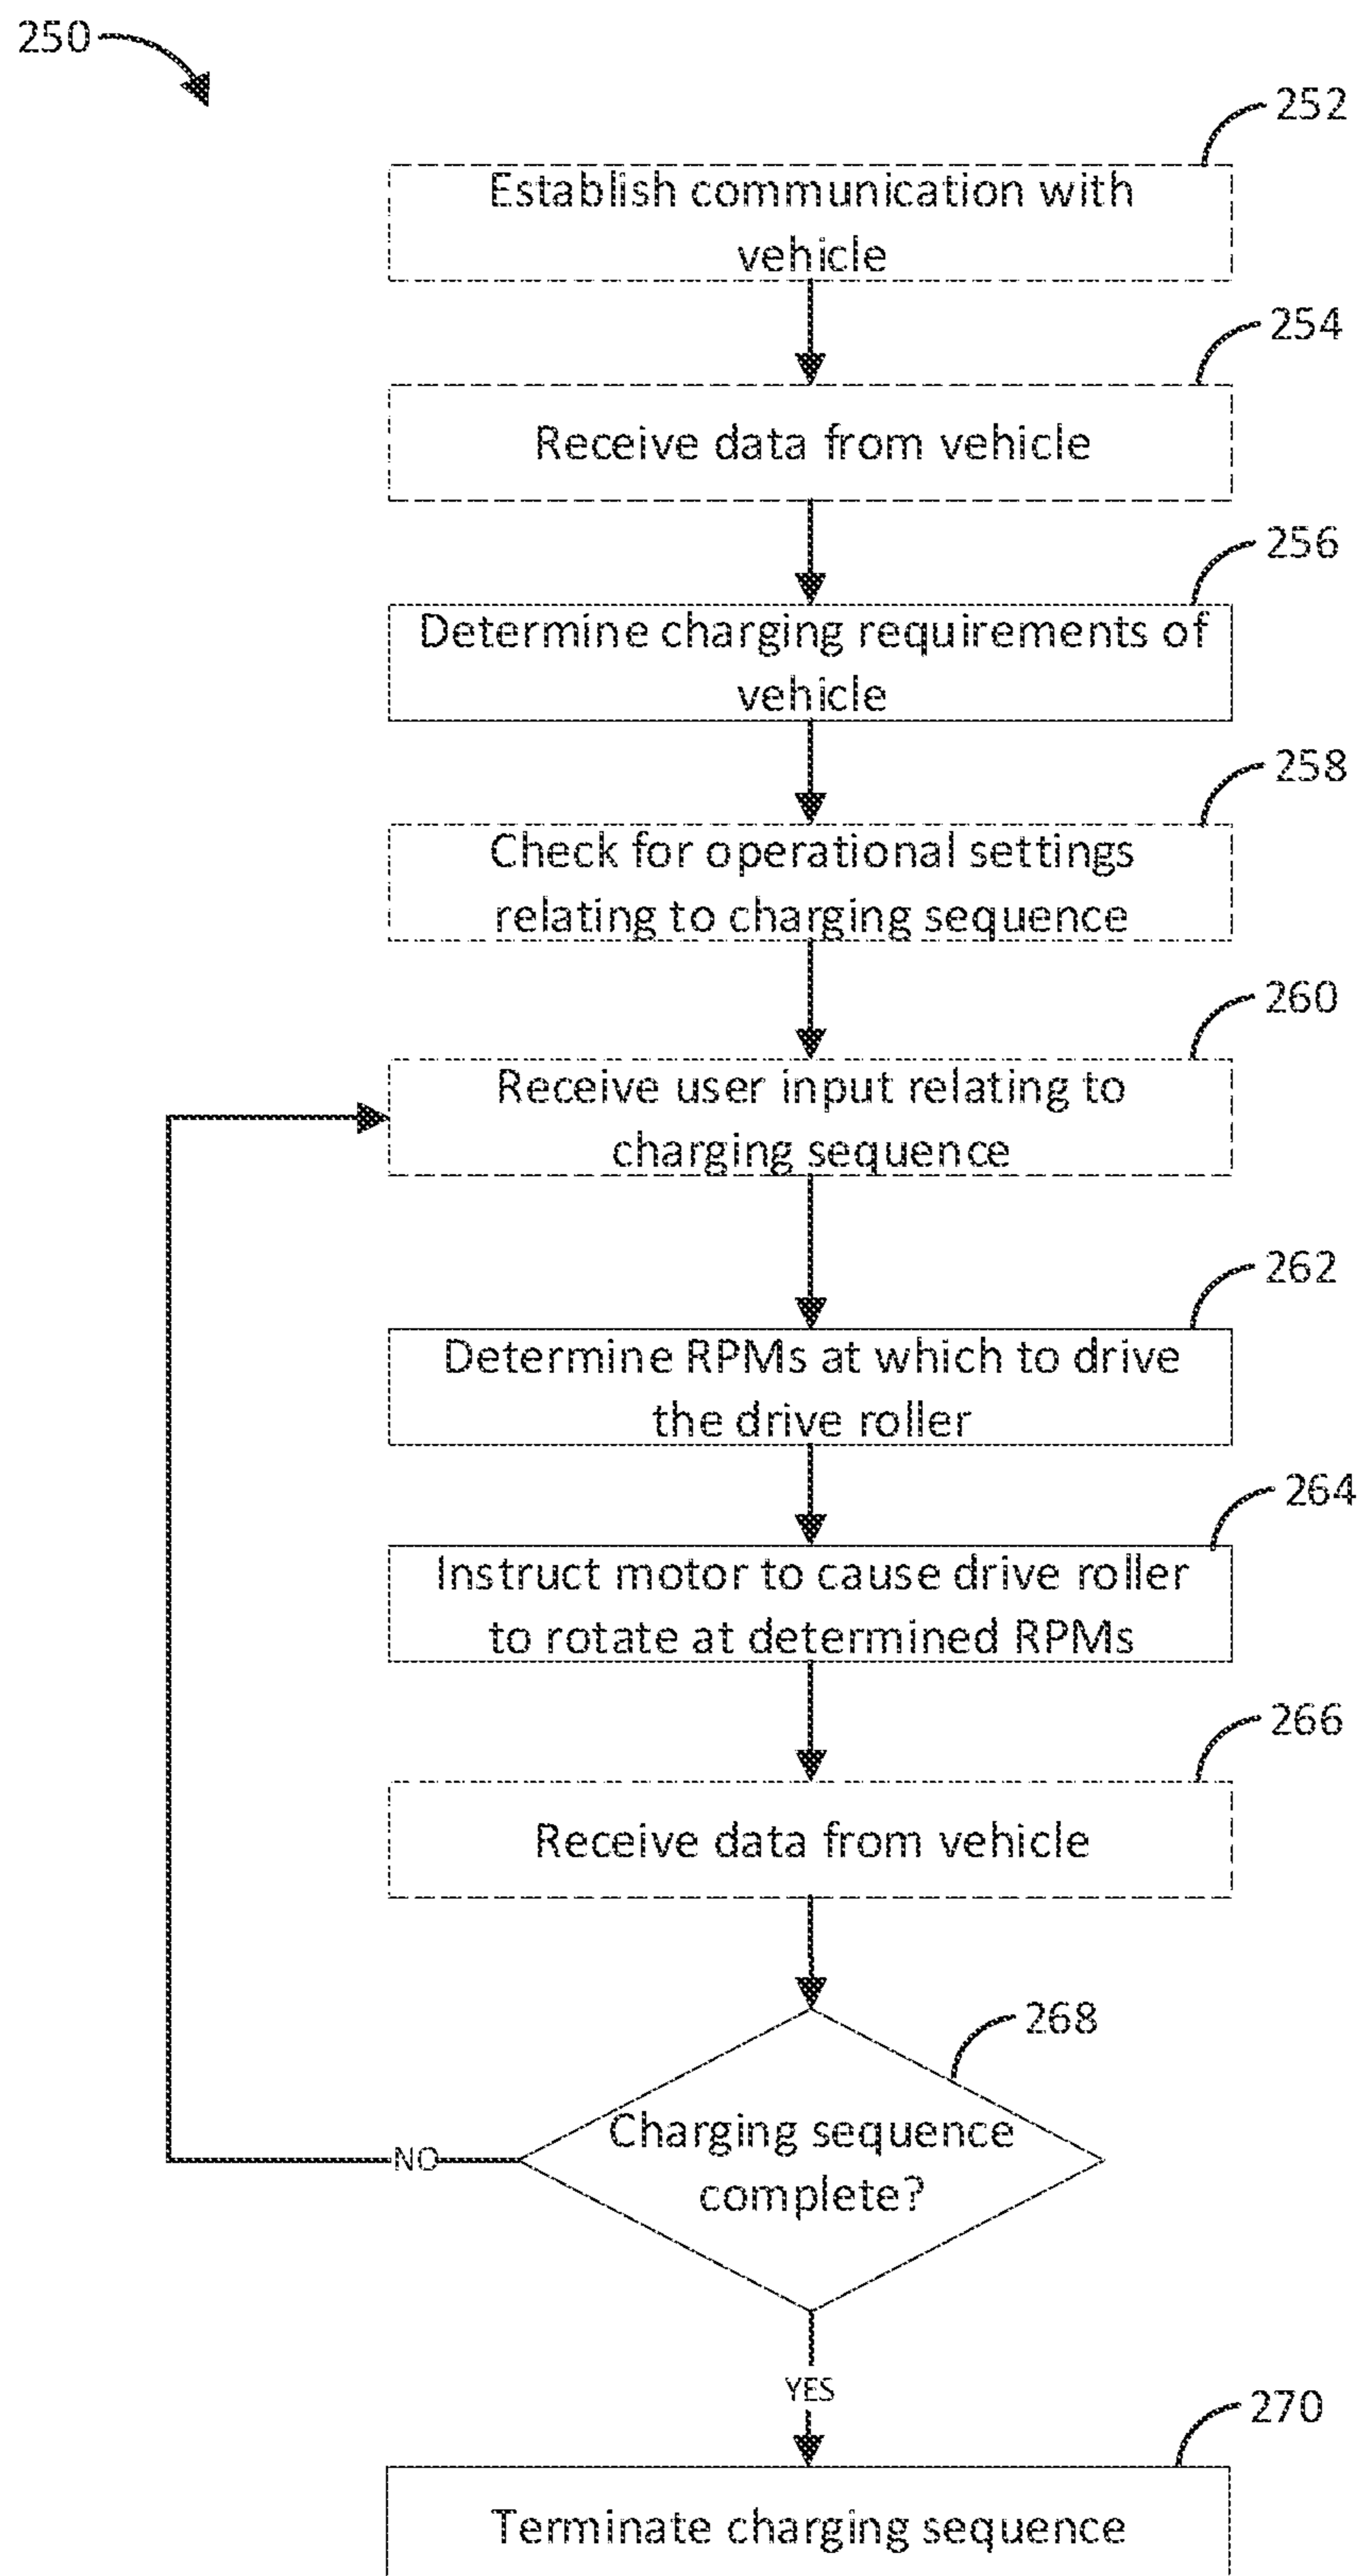 250
252
Establish communication with
vehicle
254
Receive data from vehicle
256
Determine charging requirements of
vehicle
258
Check for operational settings
relating to charging sequence
260
Receive user input relating to
charging sequence
262
Determine RPMs at which to drive
the drive roller
264
Instruct motor to cause drive roller
to rotate at determined RPMs
266
Receive data from vehicle
268
Charging sequence
complete?
NO
YES
270
Terminate charging sequence